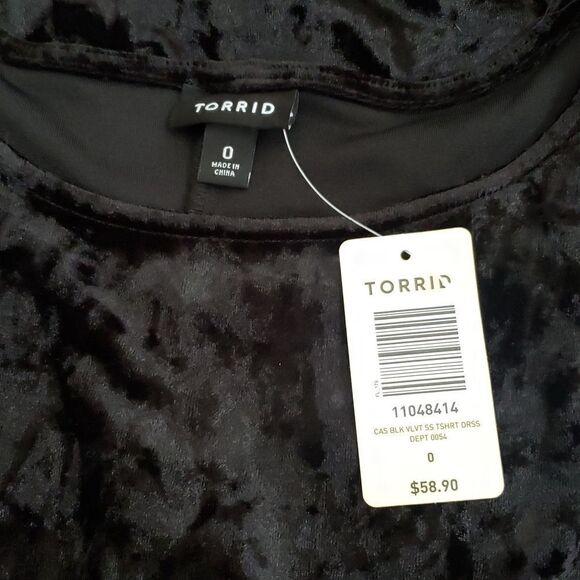 TORRID
0
MADE IN
CHINA
TORRID
11048414
CAS BLK VLVT SS TSHRT DRSS
DEPT 0054
0
$58.90